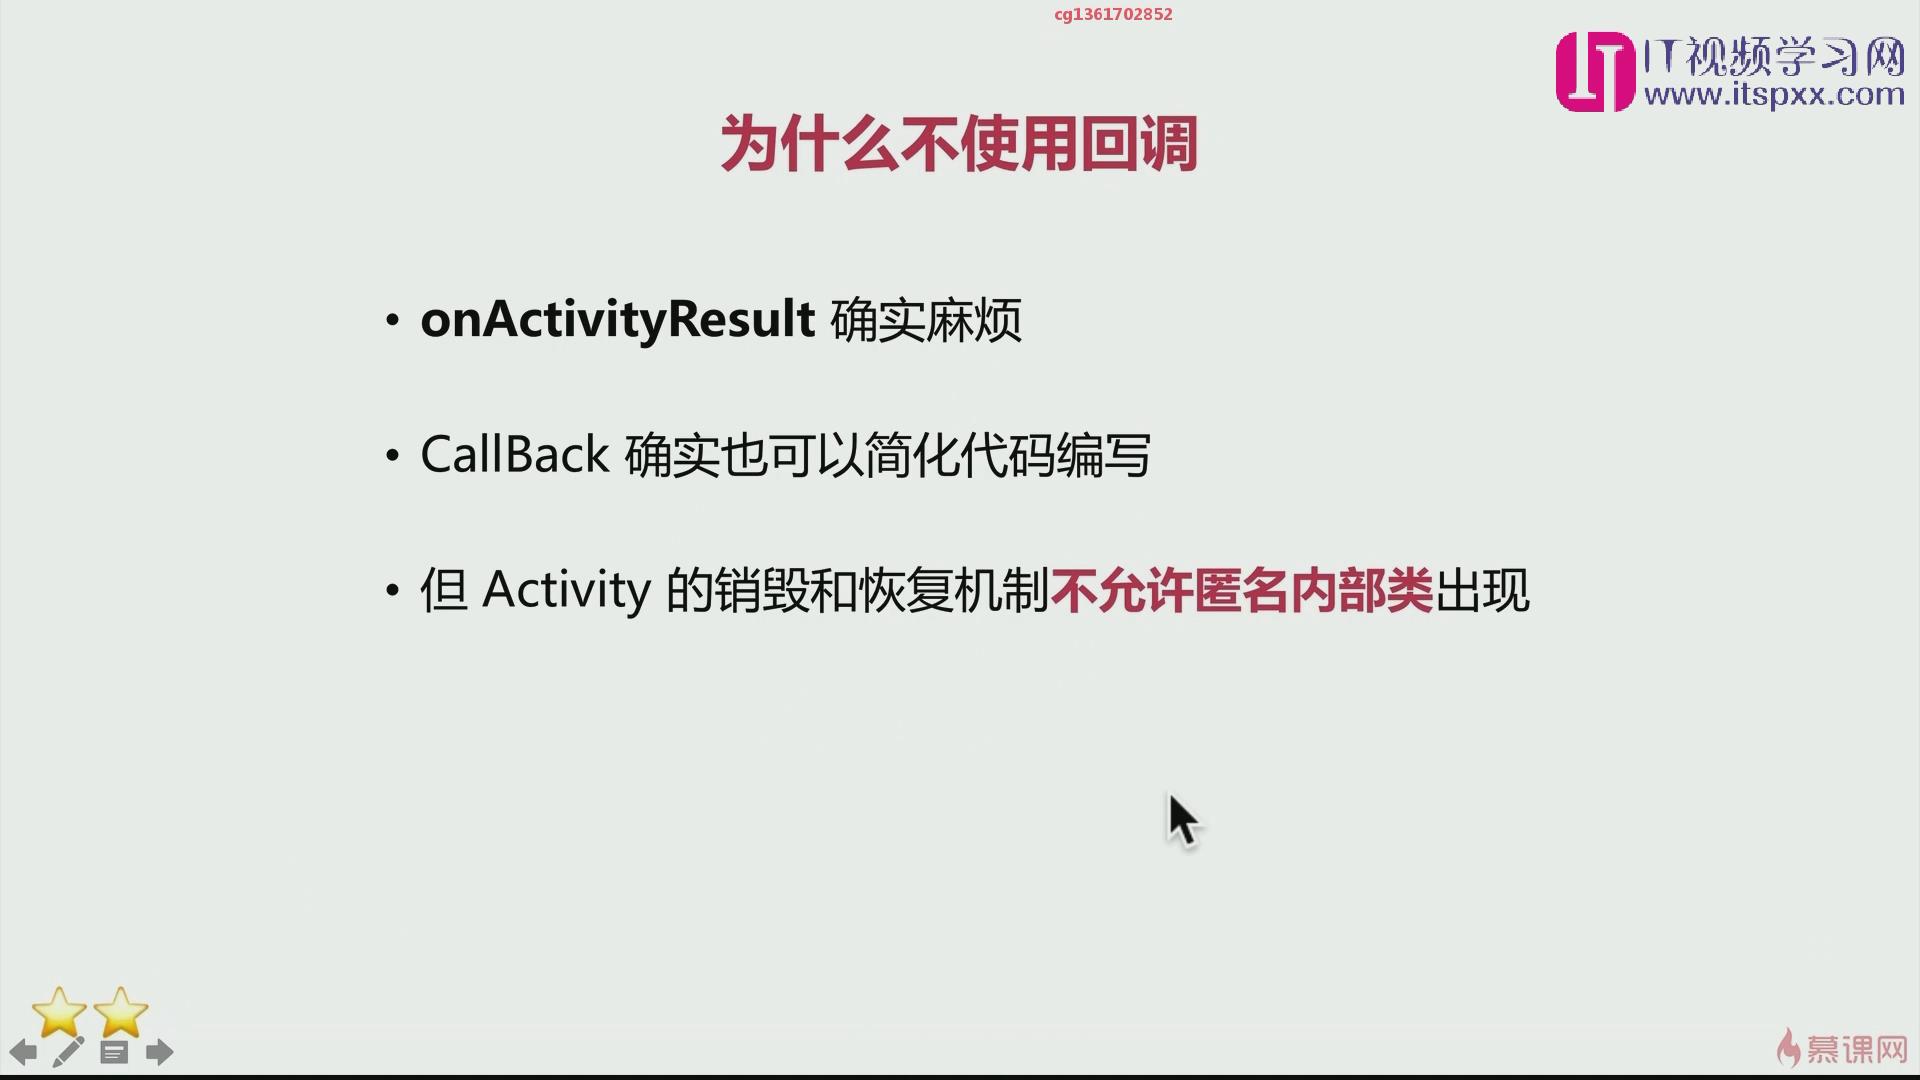 cg1361702852
IT视频学习网
www.itspxx.com
为什么不使用回调
• onActivityResult 确实麻烦
• CallBack 确实也可以简化代码编写
• 但 Activity 的销毁和恢复机制不允许匿名内部类出现
慕课网